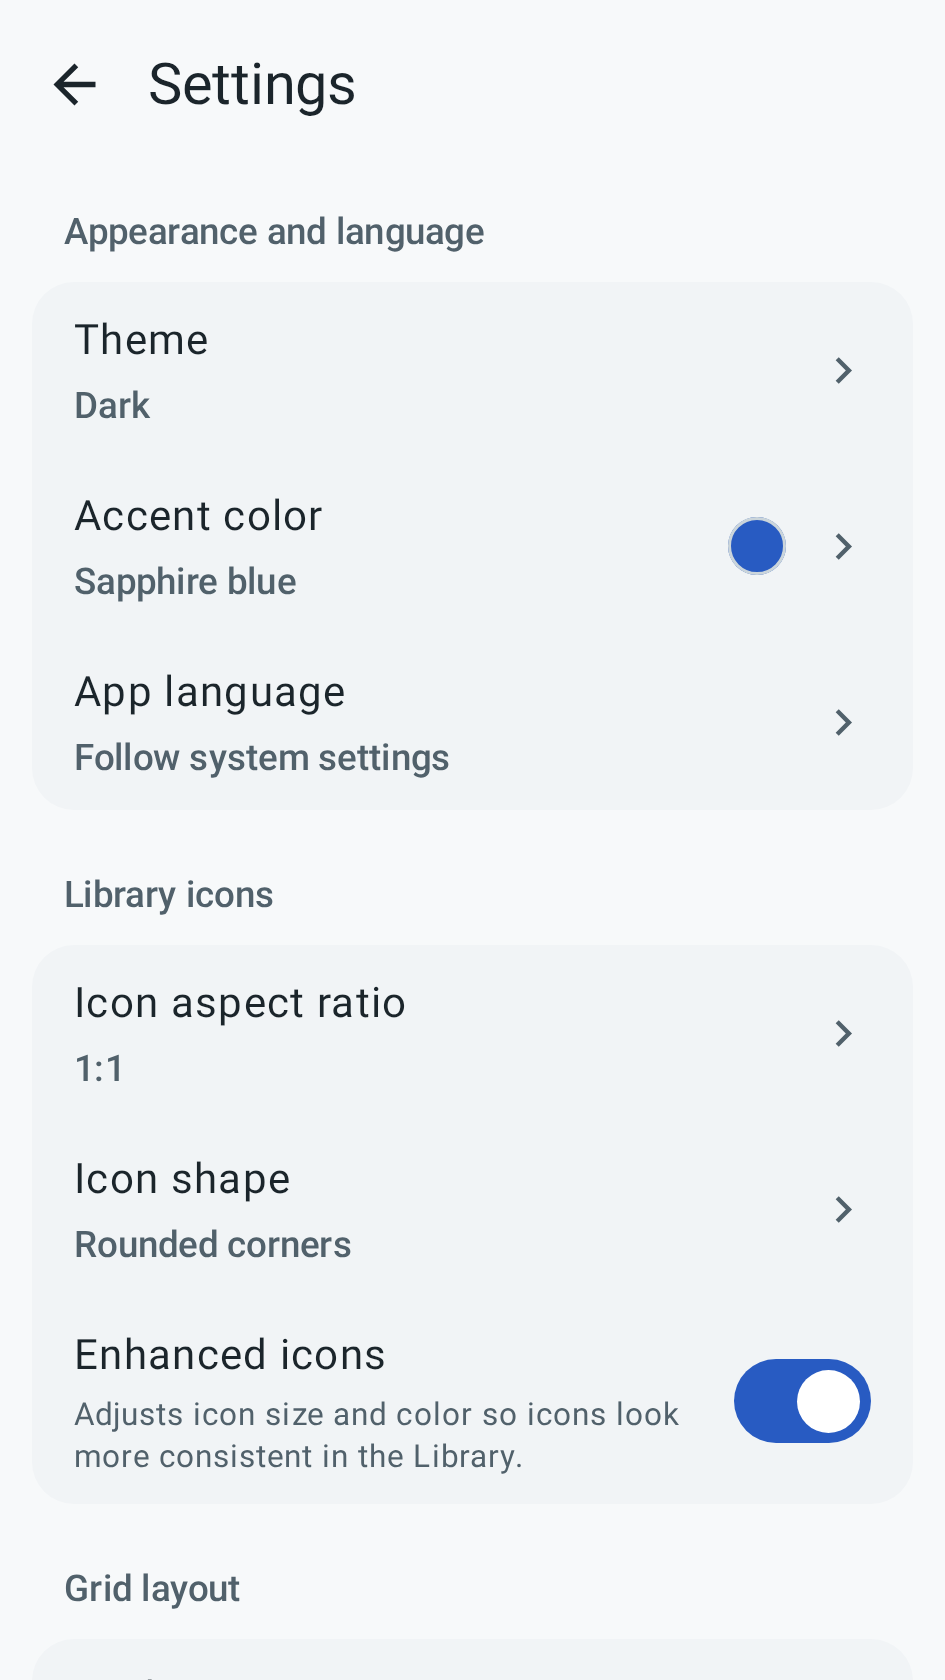 Settings
Appearance and language
Theme
Dark
Accent color
Sapphire blue
App language
Follow system settings
Library icons
Icon aspect ratio
1:1
Icon shape
Rounded corners
Enhanced icons
Adjusts icon size and color so icons look
more consistent in the Library.
Grid layout